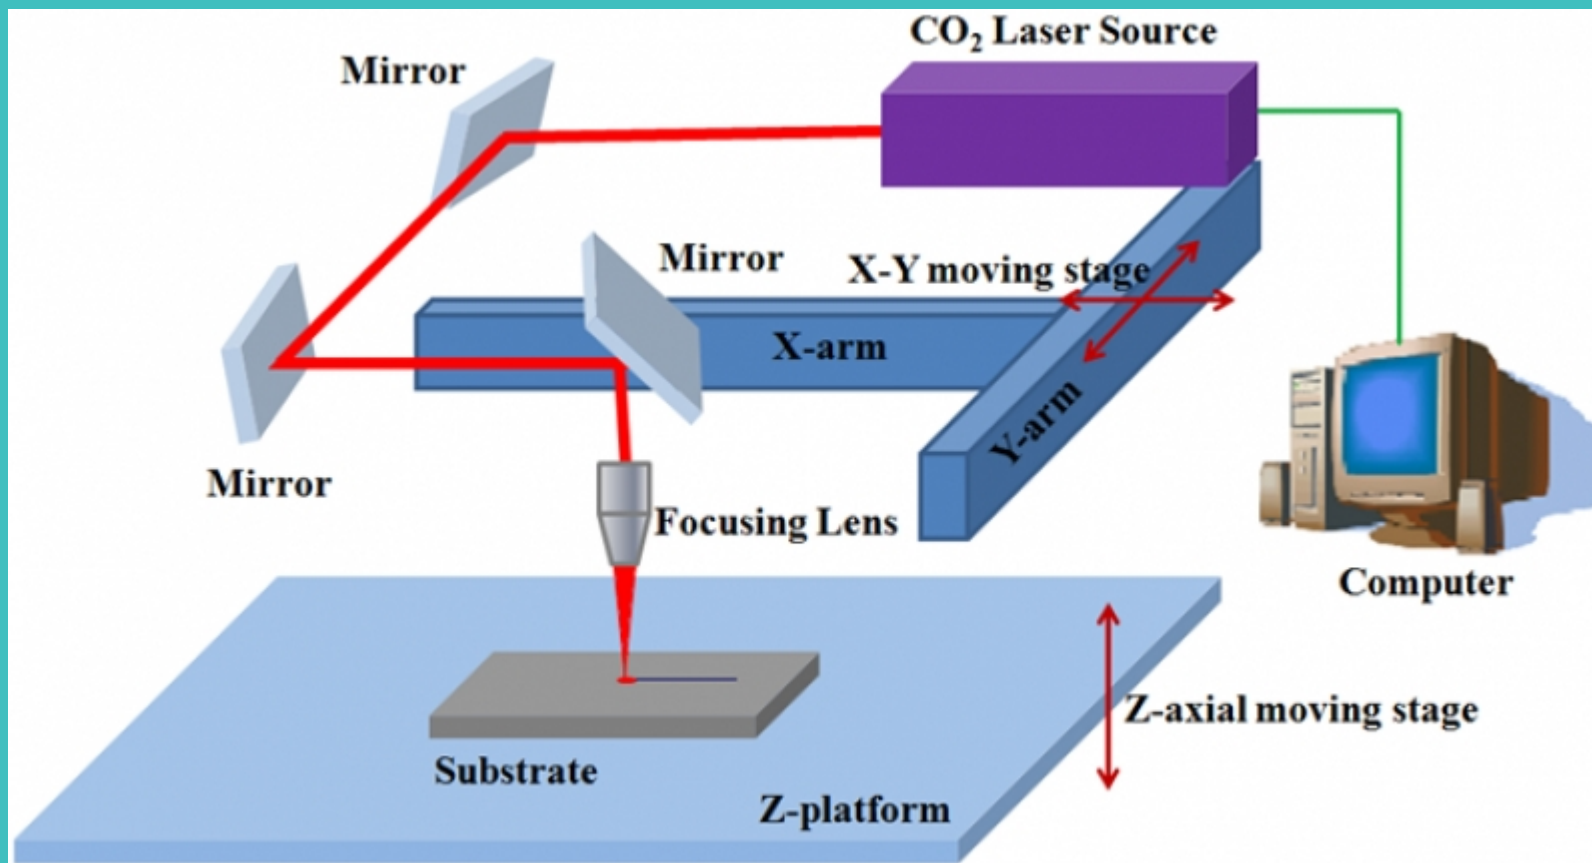 CO₂ Laser Source
Mirror
Mirror
X-Y moving stage
X-arm
Y-arm
Mirror
Focusing Lens
Computer
Z-axial moving stage
Substrate
Z-platform